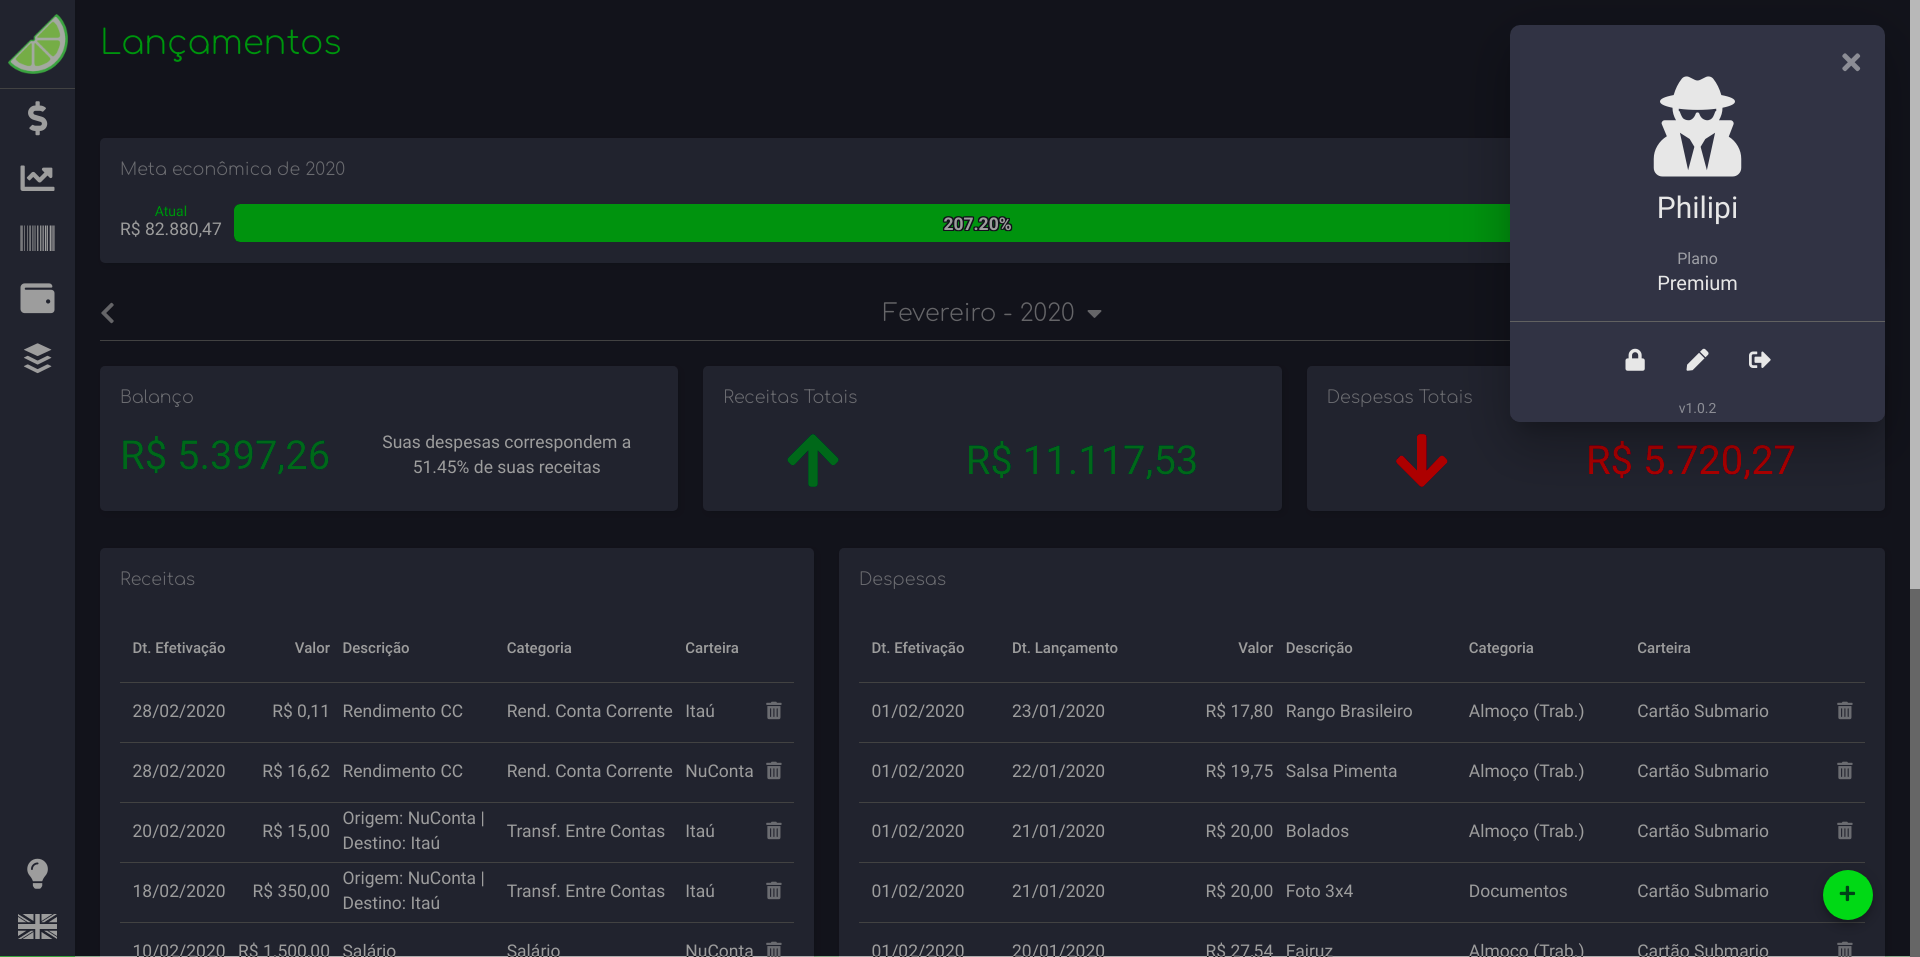 Lançamentos
Meta econômica de 2020
Atual
R$ 82.880,47
207.20%
Philipi
Plano
Premium
v1.0.2
Fevereiro - 2020
Balanço
R$ 5.397,26
Suas despesas correspondem a
51.45% de suas receitas
Receitas Totais
R$ 11.117,53
Despesas Totais
R$ 5.720,27
Receitas
Dt. Efetivação Valor Descrição Categoria Carteira
28/02/2020 R$ 0,11 Rendimento CC Rend. Conta Corrente Itaú
28/02/2020 R$ 16,62 Rendimento CC Rend. Conta Corrente NuConta
20/02/2020 R$ 15,00 Origem: NuConta | Transf. Entre Contas Itaú
Destino: Itaú
18/02/2020 R$ 350,00 Origem: NuConta | Transf. Entre Contas Itaú
Destino: Itaú
10/02/2020 R$ 1.500,00 Salário Salário NuConta
Despesas
Dt. Efetivação Dt. Lançamento Valor Descrição Categoria Carteira
01/02/2020 23/01/2020 R$ 17,80 Rango Brasileiro Almoço (Trab.) Cartão Submario
01/02/2020 22/01/2020 R$ 19,75 Salsa Pimenta Almoço (Trab.) Cartão Submario
01/02/2020 21/01/2020 R$ 20,00 Bolados Almoço (Trab.) Cartão Submario
01/02/2020 21/01/2020 R$ 20,00 Foto 3x4 Documentos Cartão Submario
01/02/2020 20/01/2020 R$ 27,54 Fairuz Almoço (Trab.) Cartão Submario